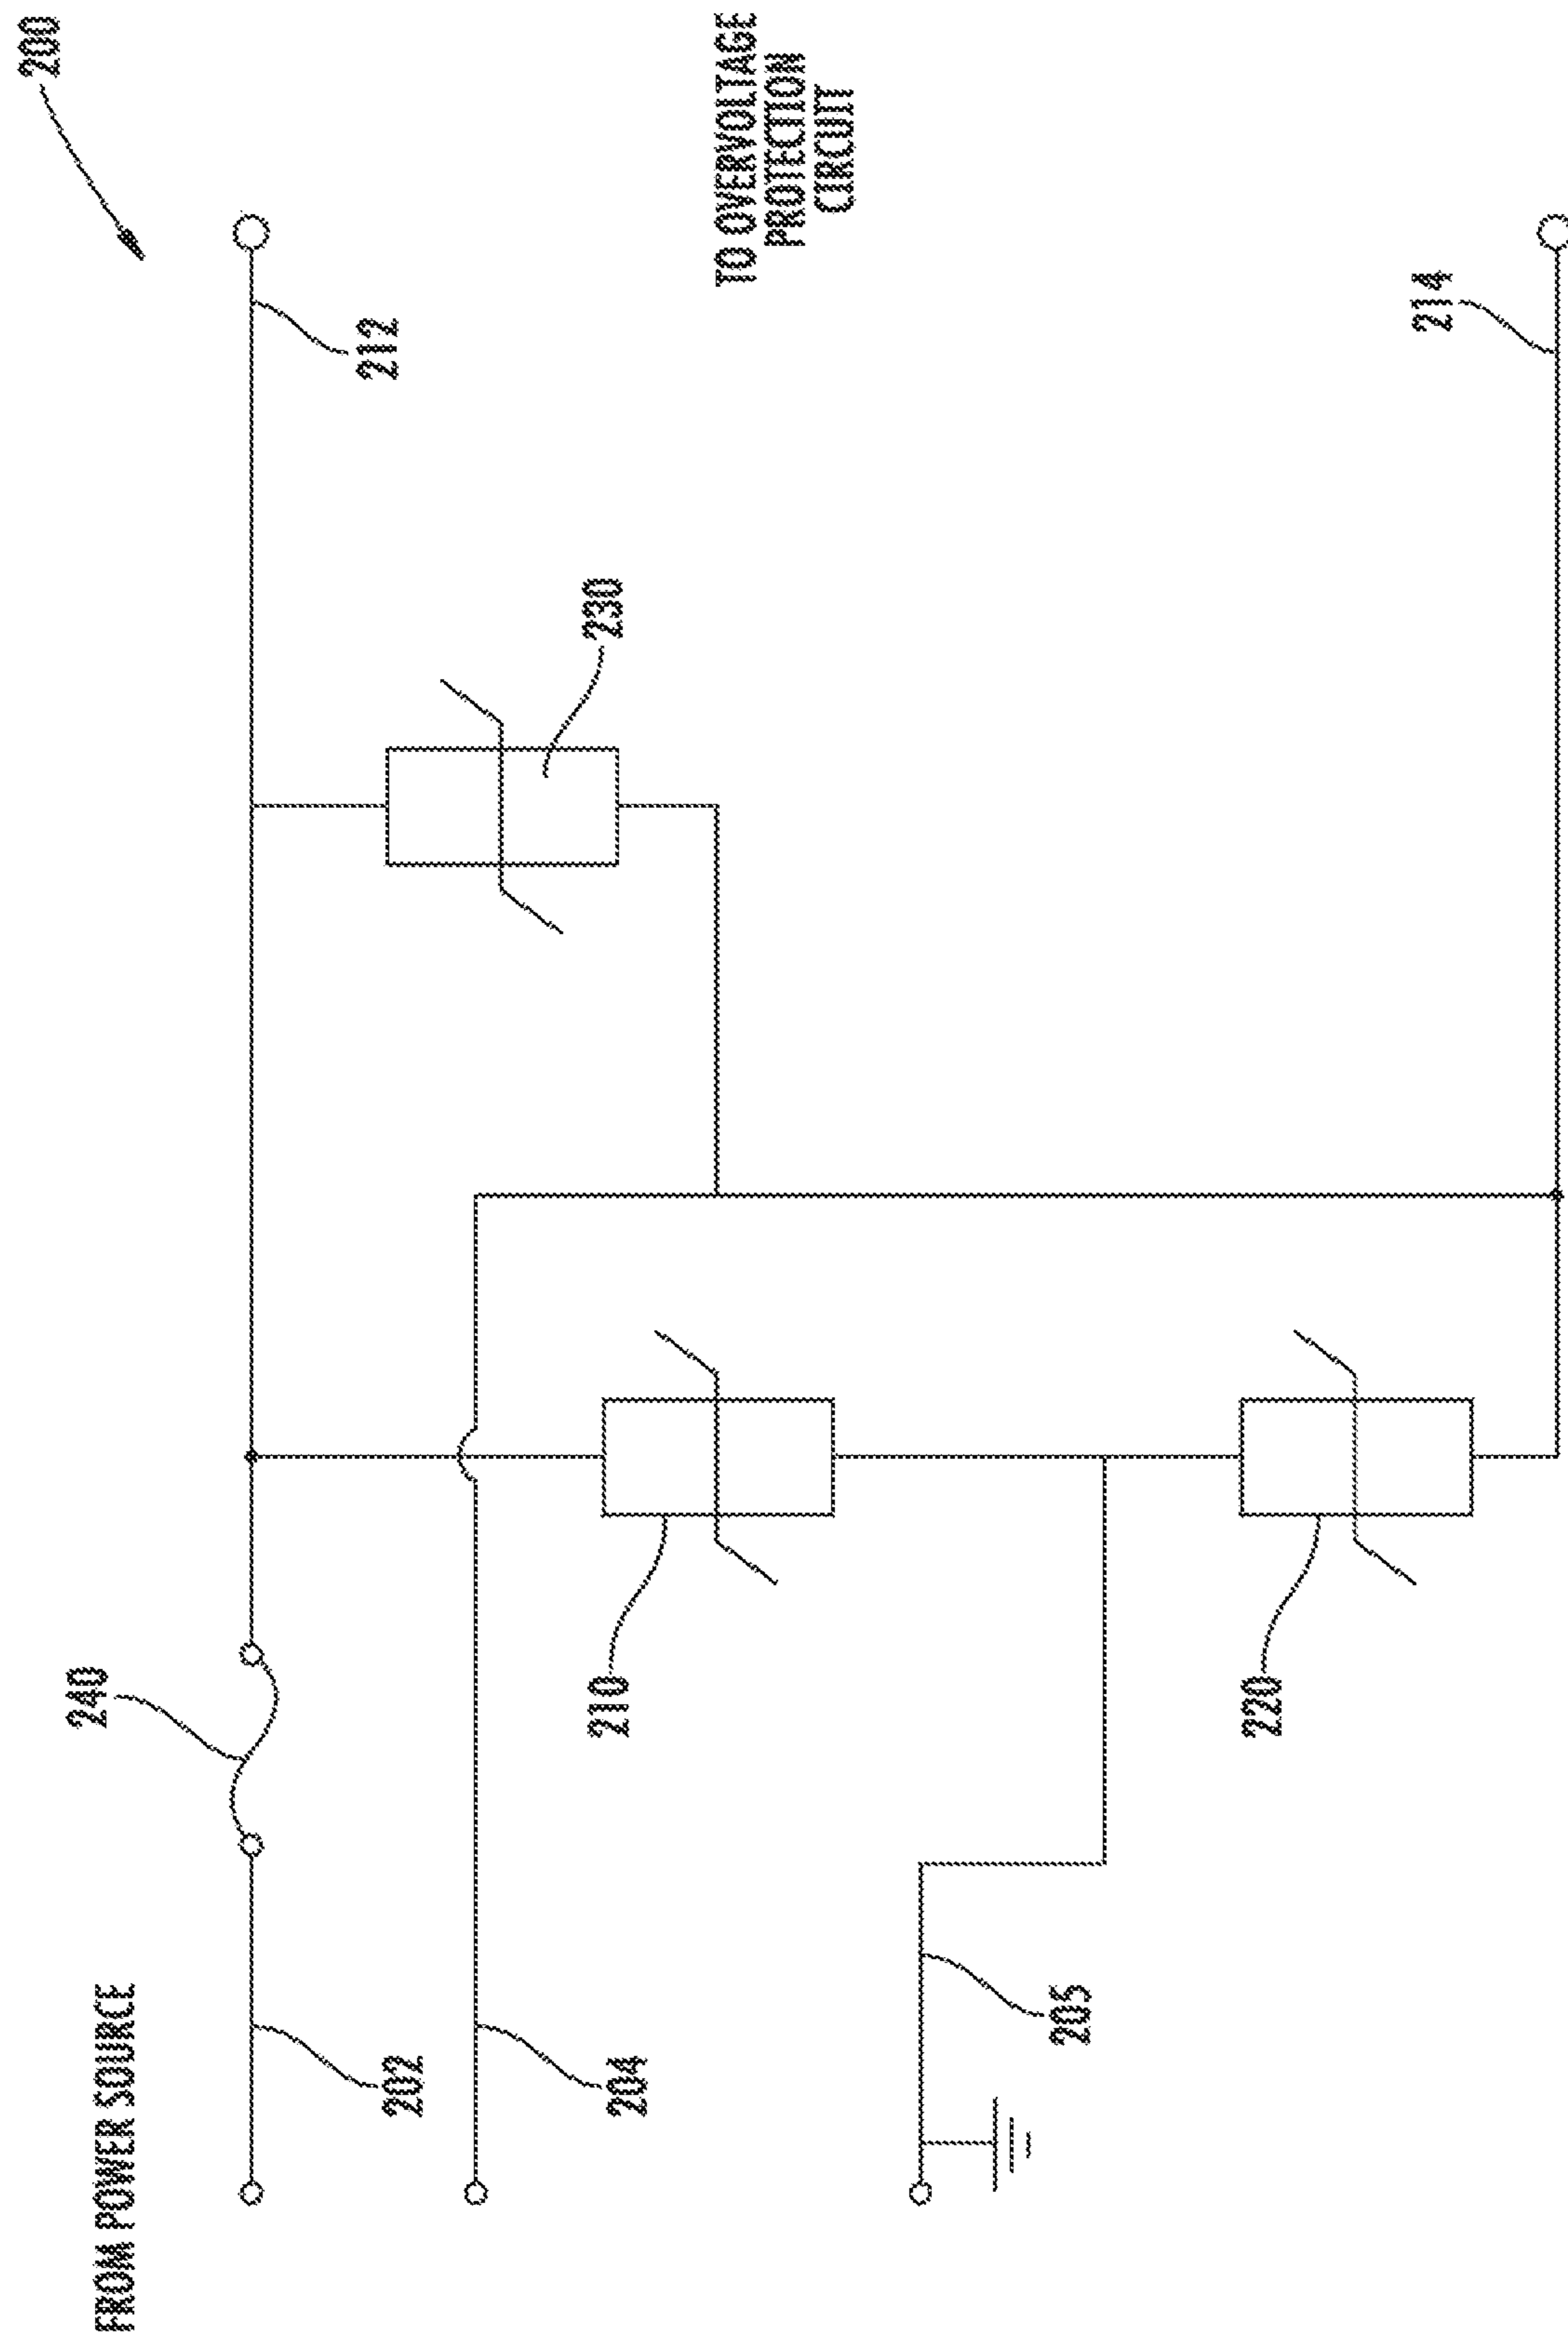 FROM POWER SOURCE
200
240
202
212
204
230
210
TO OVERVOLTAGE
PROTECTION
CIRCUIT
205
220
214